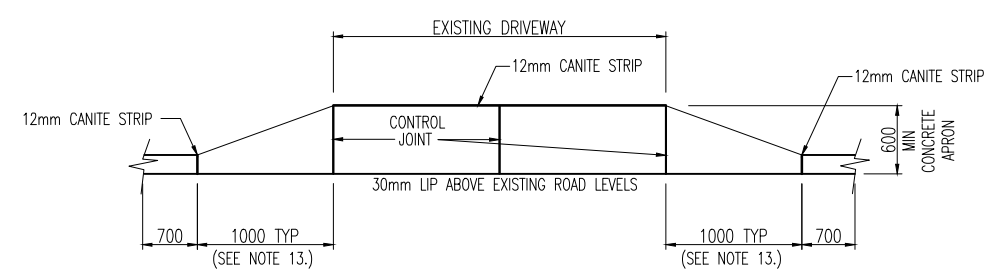 EXISTING DRIVEWAY
12mm CANITE STRIP
12mm CANITE STRIP
12mm CANITE STRIP
CONTROL
JOINT
600
MIN
CONCRETE
APRON
30mm LIP ABOVE EXISTING ROAD LEVELS
700
1000 TYP
(SEE NOTE 13.)
1000 TYP
(SEE NOTE 13.)
700